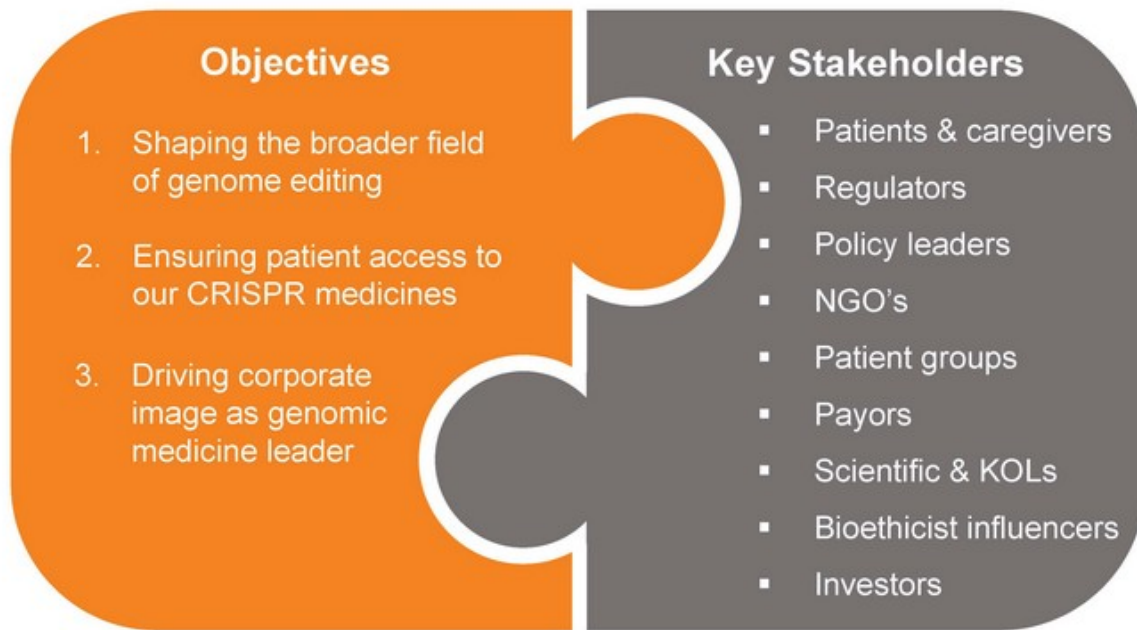 Objectives
1. Shaping the broader field
of genome editing
2. Ensuring patient access to
our CRISPR medicines
3. Driving corporate
image as genomic
medicine leader
Key Stakeholders
▪ Patients & caregivers
▪ Regulators
▪ Policy leaders
▪ NGO’s
▪ Patient groups
▪ Payors
▪ Scientific & KOLs
▪ Bioethicist influencers
▪ Investors